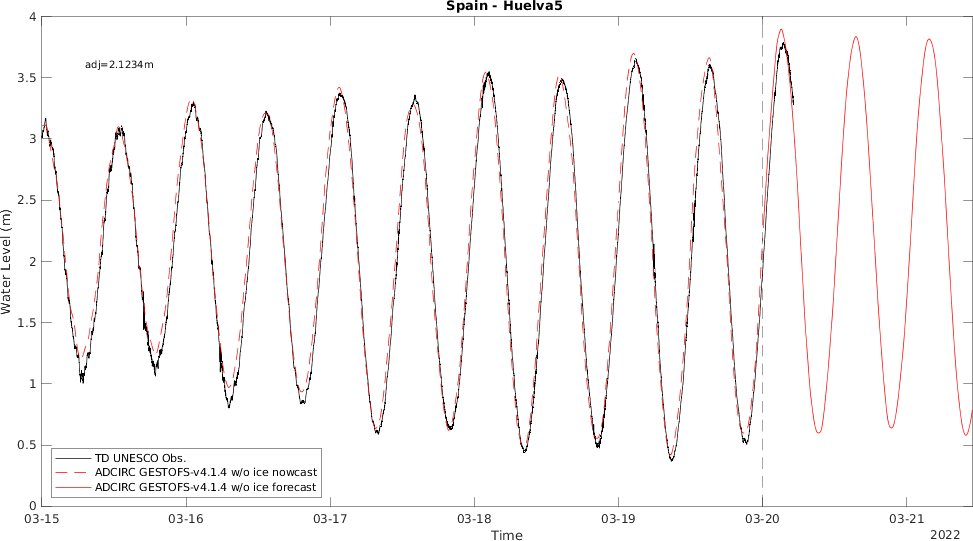 Spain - Huelva5
adj=2.1234m
4
3.5
3
2.5
2
1.5
1
0.5
0
Water Level (m)
TD UNESCO Obs.
ADCIRC GESTOFS-v4.1.4 w/o ice nowcast
ADCIRC GESTOFS-v4.1.4 w/o ice forecast
03-15 03-16 03-17 03-18 03-19 03-20 03-21
Time
2022